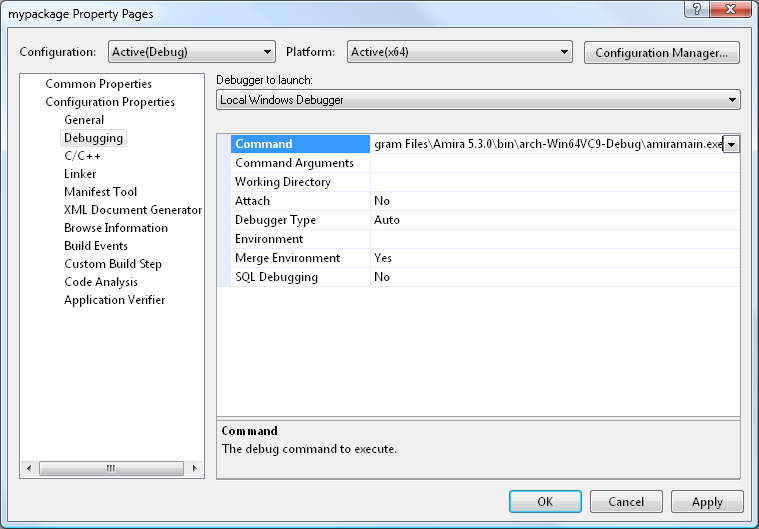 mypackage Property Pages
Configuration: Active(Debug) Platform: Active(x64) Configuration Manager...
Common Properties
Configuration Properties
General
Debugging
C/C++
Linker
Manifest Tool
XML Document Generator
Browse Information
Build Events
Custom Build Step
Code Analysis
Application Verifier
Debugger to launch:
Local Windows Debugger
Command gram Files\Amira 5.3.0\bin\arch-Win64VC9-Debug\amiramain.exe
Command Arguments
Working Directory
Attach No
Debugger Type Auto
Environment
Merge Environment Yes
SQL Debugging No
Command
The debug command to execute.
OK Cancel Apply